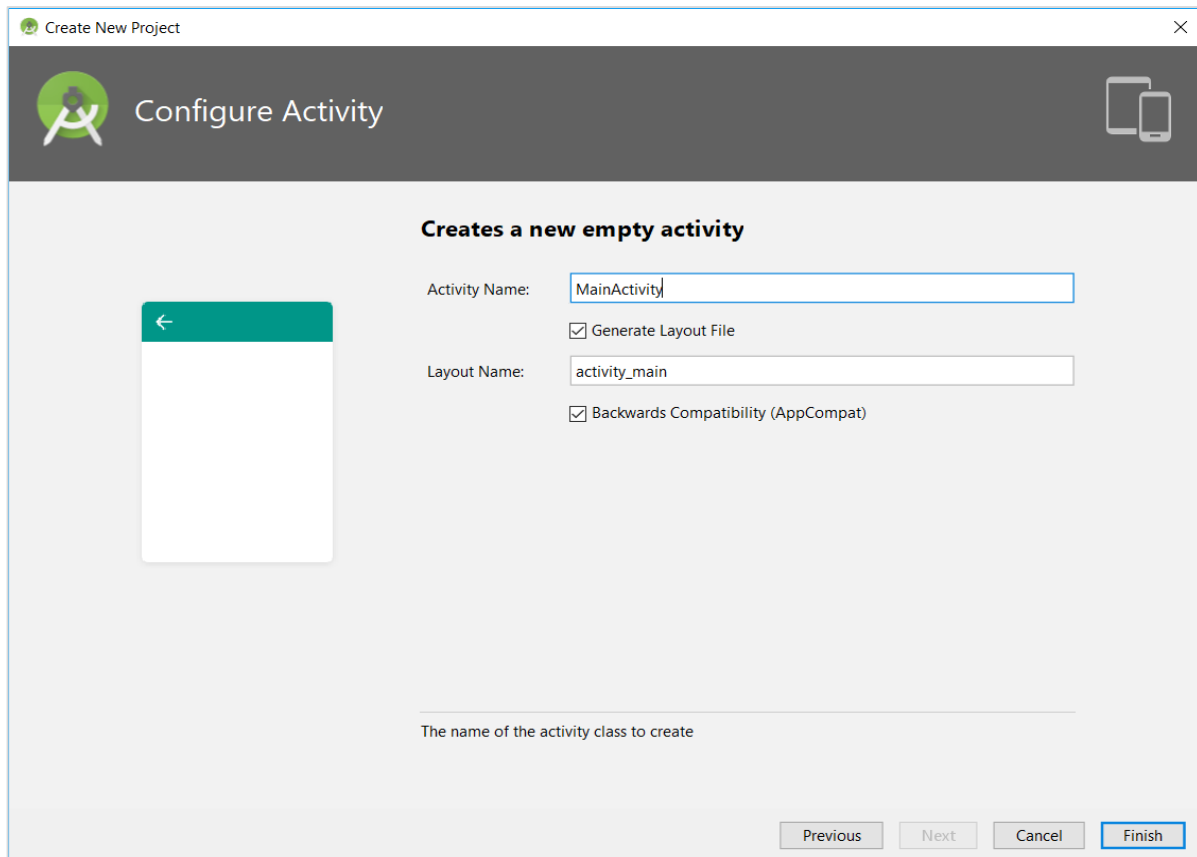 Create New Project
Configure Activity
Creates a new empty activity
Activity Name: MainActivity
Generate Layout File
Layout Name: activity_main
Backwards Compatibility (AppCompat)
The name of the activity class to create
Previous Next Cancel Finish